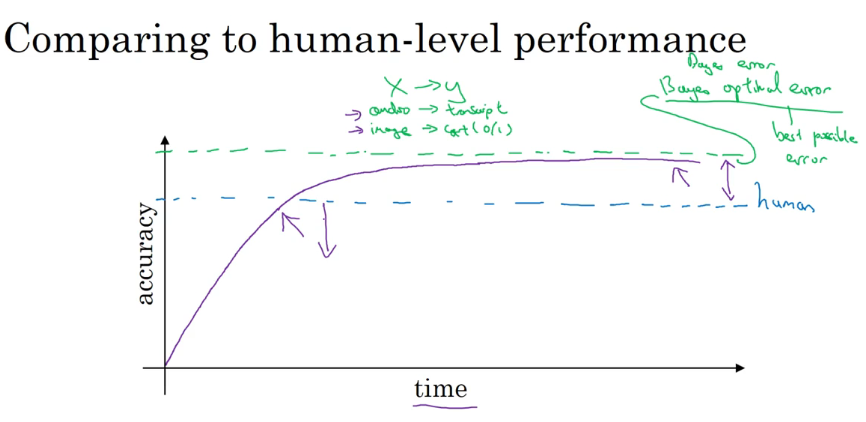 Comparing to human-level performance
Bayes error
Bayes optimal error
best possible
error
X → y
→ audio → transcript
→ image → cat (0/1)
human
accuracy
time